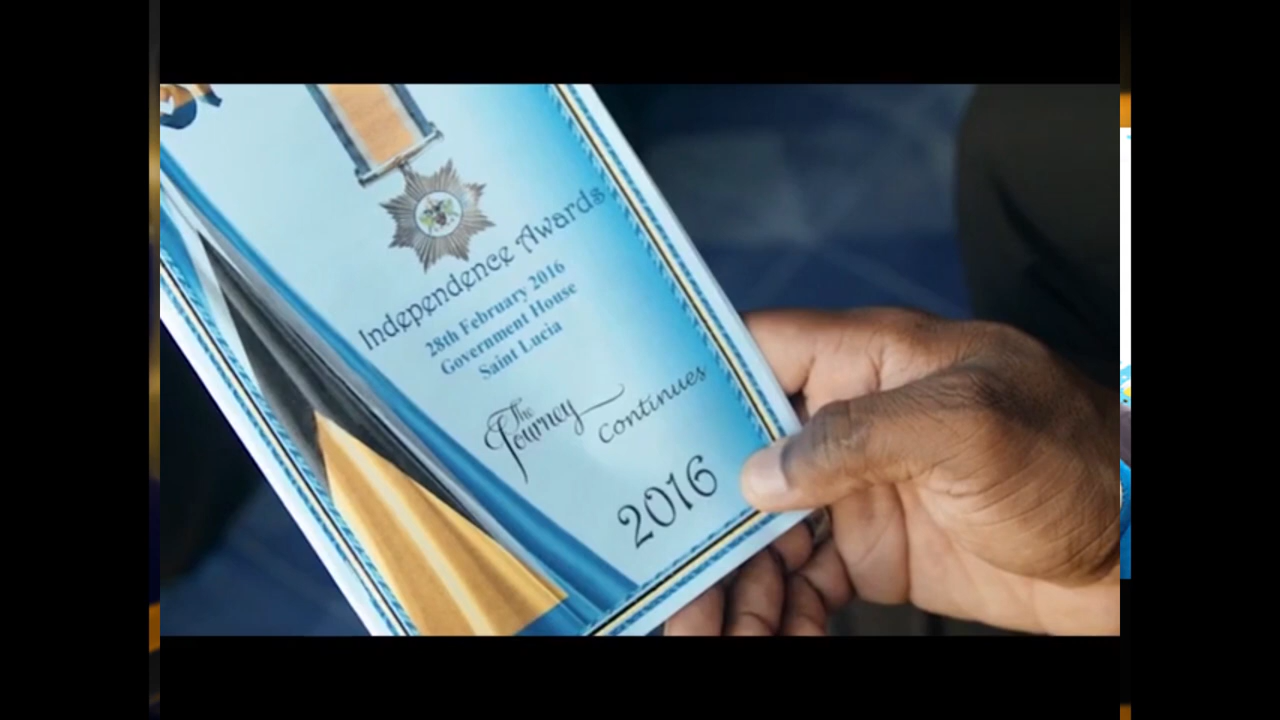 Independence Awards
28th February 2016
Government House
Saint Lucia
The Journey continues
2016